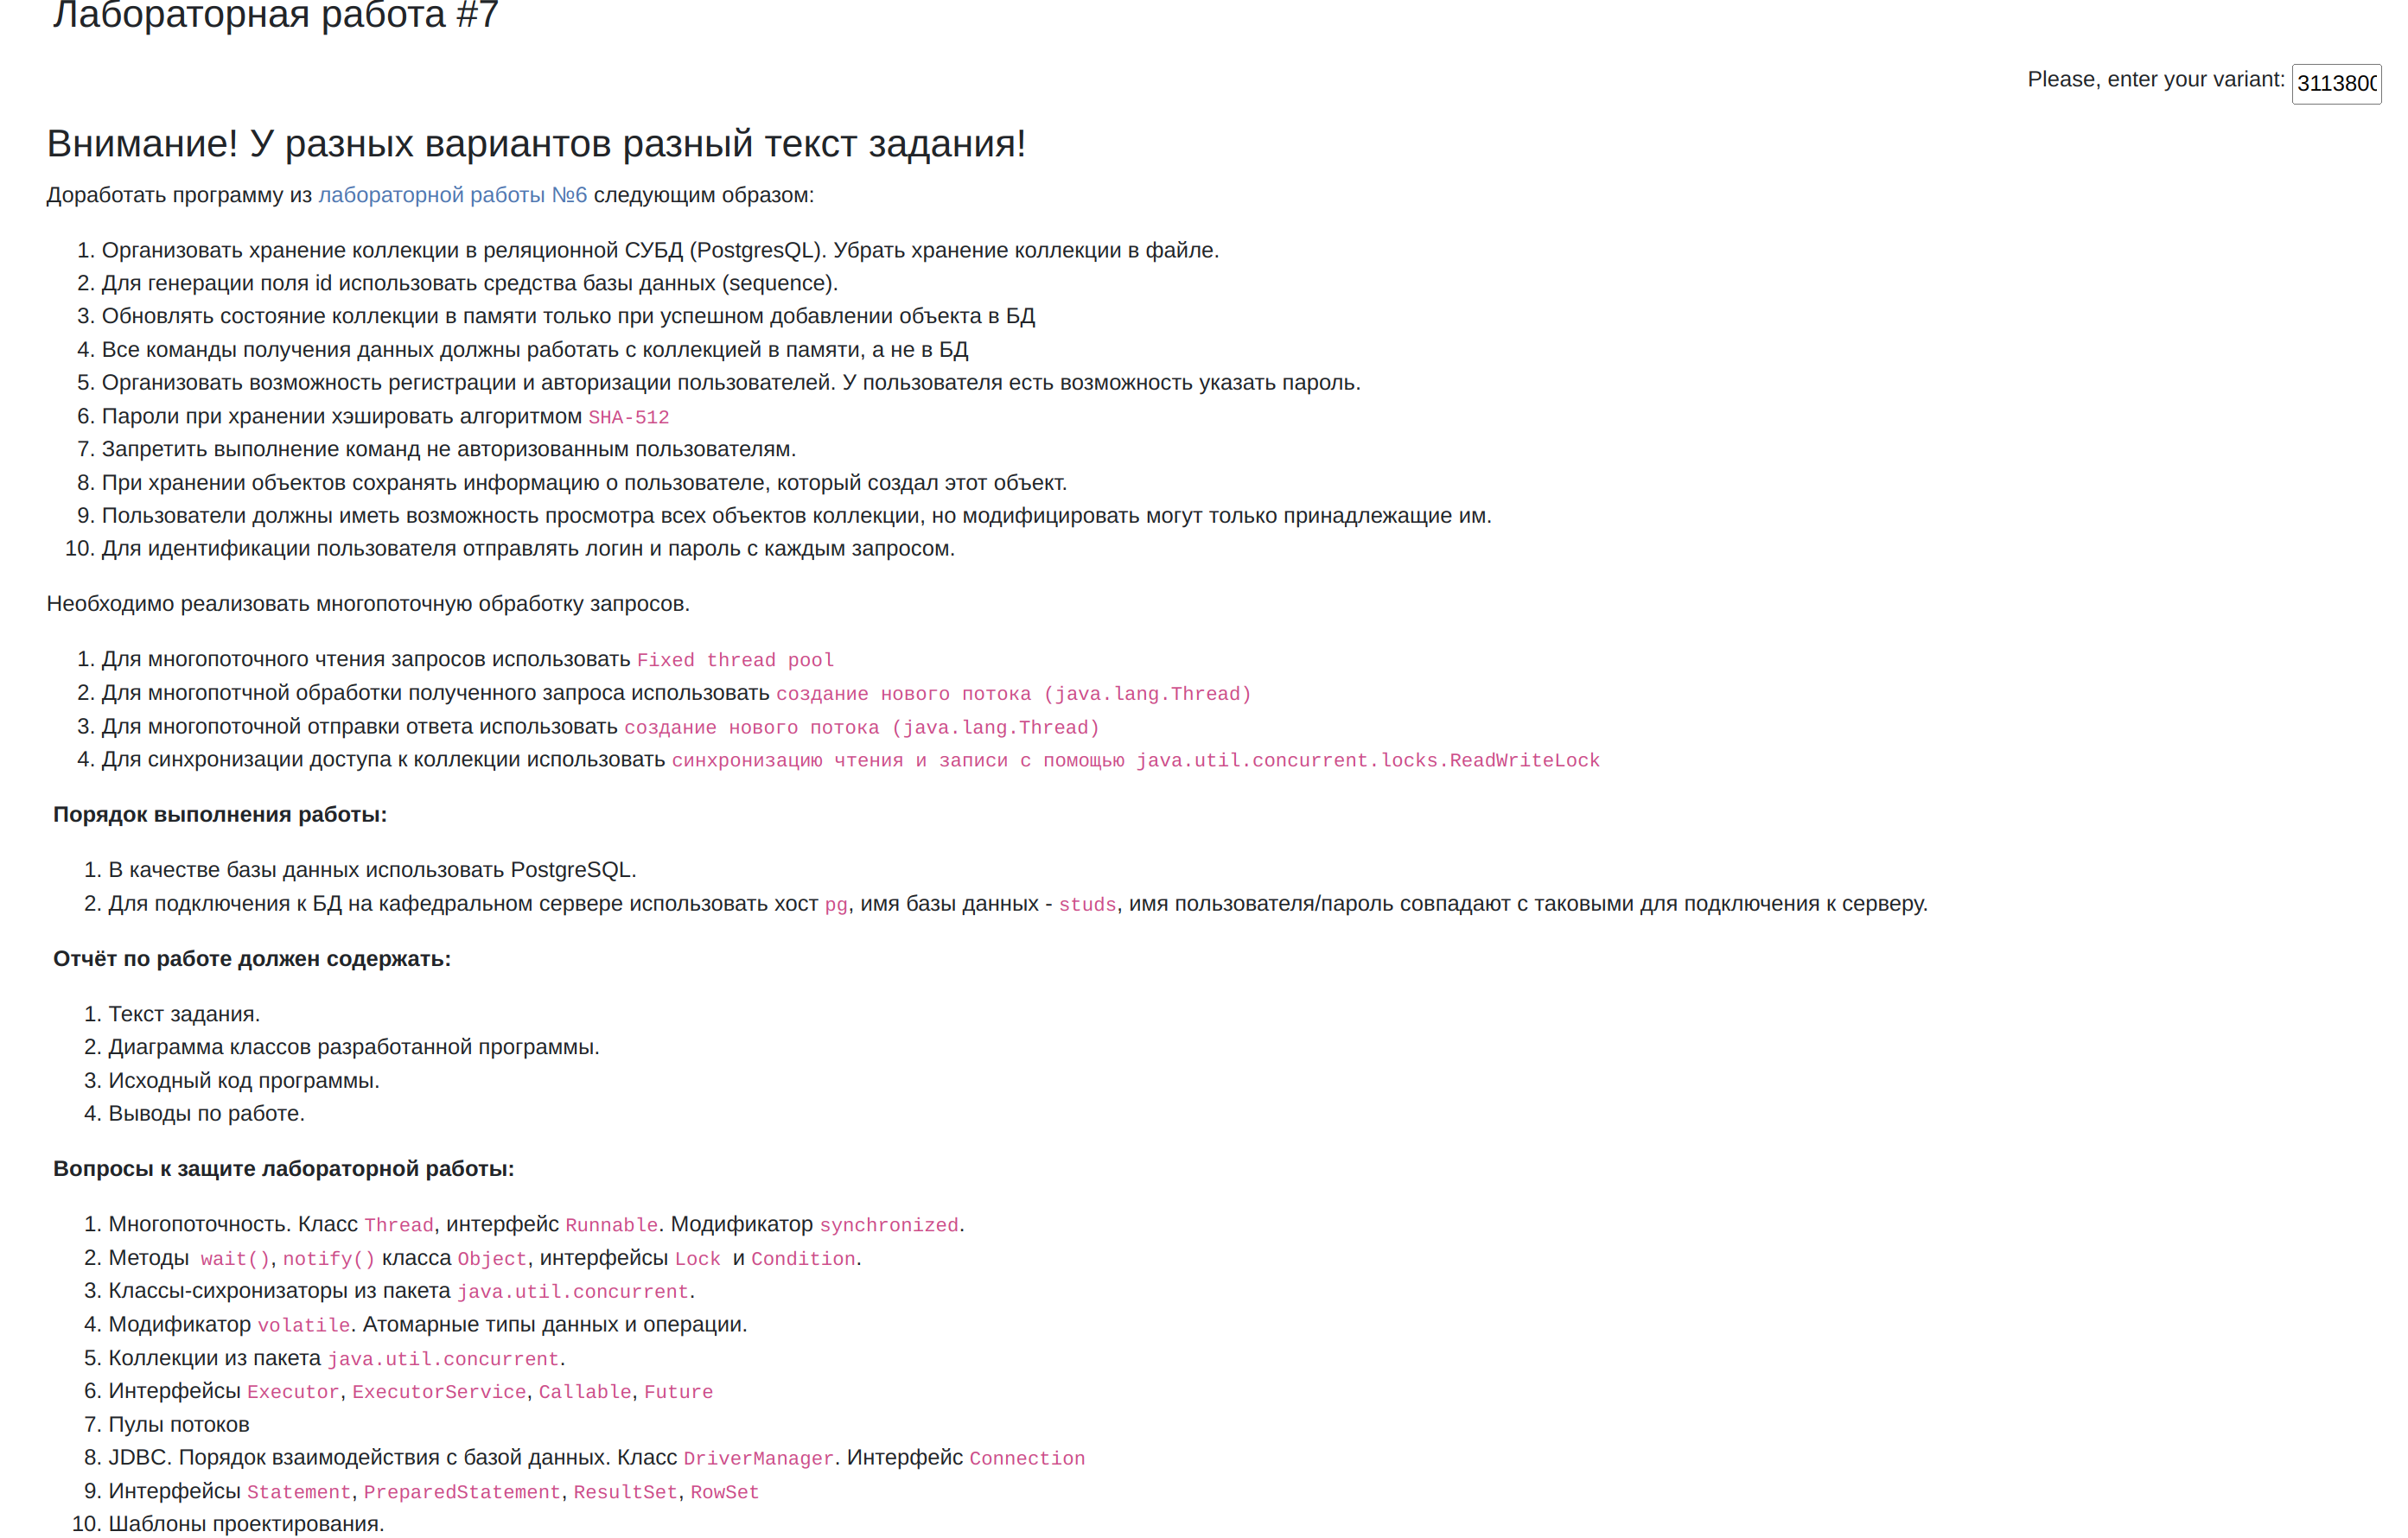 Лабораторная работа #7
Please, enter your variant: 3113800
Внимание! У разных вариантов разный текст задания!
Доработать программу из лабораторной работы №6 следующим образом:
1. Организовать хранение коллекции в реляционной СУБД (PostgresQL). Убрать хранение коллекции в файле.
2. Для генерации поля id использовать средства базы данных (sequence).
3. Обновлять состояние коллекции в памяти только при успешном добавлении объекта в БД
4. Все команды получения данных должны работать с коллекцией в памяти, а не в БД
5. Организовать возможность регистрации и авторизации пользователей. У пользователя есть возможность указать пароль.
6. Пароли при хранении хэшировать алгоритмом SHA-512
7. Запретить выполнение команд не авторизованным пользователям.
8. При хранении объектов сохранять информацию о пользователе, который создал этот объект.
9. Пользователи должны иметь возможность просмотра всех объектов коллекции, но модифицировать могут только принадлежащие им.
10. Для идентификации пользователя отправлять логин и пароль с каждым запросом.
Необходимо реализовать многопоточную обработку запросов.
1. Для многопоточного чтения запросов использовать Fixed thread pool
2. Для многопотчной обработки полученного запроса использовать создание нового потока (java.lang.Thread)
3. Для многопоточной отправки ответа использовать создание нового потока (java.lang.Thread)
4. Для синхронизации доступа к коллекции использовать синхронизацию чтения и записи с помощью java.util.concurrent.locks.ReadWriteLock
Порядок выполнения работы:
1. В качестве базы данных использовать PostgreSQL.
2. Для подключения к БД на кафедральном сервере использовать хост pg, имя базы данных - studs, имя пользователя/пароль совпадают с таковыми для подключения к серверу.
Отчёт по работе должен содержать:
1. Текст задания.
2. Диаграмма классов разработанной программы.
3. Исходный код программы.
4. Выводы по работе.
Вопросы к защите лабораторной работы:
1. Многопоточность. Класс Thread, интерфейс Runnable. Модификатор synchronized.
2. Методы wait(), notify() класса Object, интерфейсы Lock и Condition.
3. Классы-сихронизаторы из пакета java.util.concurrent.
4. Модификатор volatile. Атомарные типы данных и операции.
5. Коллекции из пакета java.util.concurrent.
6. Интерфейсы Executor, ExecutorService, Callable, Future
7. Пулы потоков
8. JDBC. Порядок взаимодействия с базой данных. Класс DriverManager. Интерфейс Connection
9. Интерфейсы Statement, PreparedStatement, ResultSet, RowSet
10. Шаблоны проектирования.